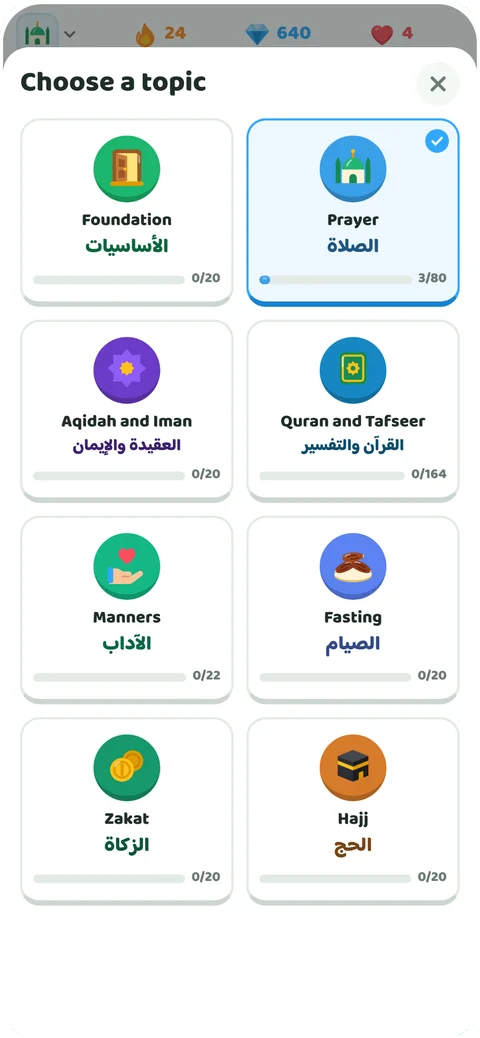 24 640 4
Choose a topic
Foundation
الأساسيات
0/20
Prayer
الصلاة
3/80
Aqidah and Iman
العقيدة والإيمان
0/20
Quran and Tafseer
القرآن والتفسير
0/164
Manners
الآداب
0/22
Fasting
الصيام
0/20
Zakat
الزكاة
0/20
Hajj
الحج
0/20